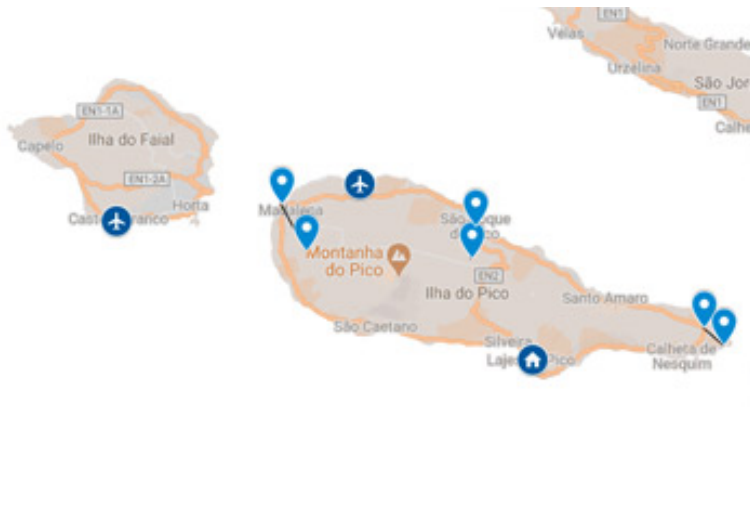 EN1
Velas
Norte Grande
Urzelina
São Jor
EN1
Calhe
EN1-1A
Ilha do Faial
Capelo
EN1-2A
Horta
Montanha
do Pico
EN2
Ilha do Pico
Santo Amaro
São Caetano
Silveira
Calheta de
Nesquim